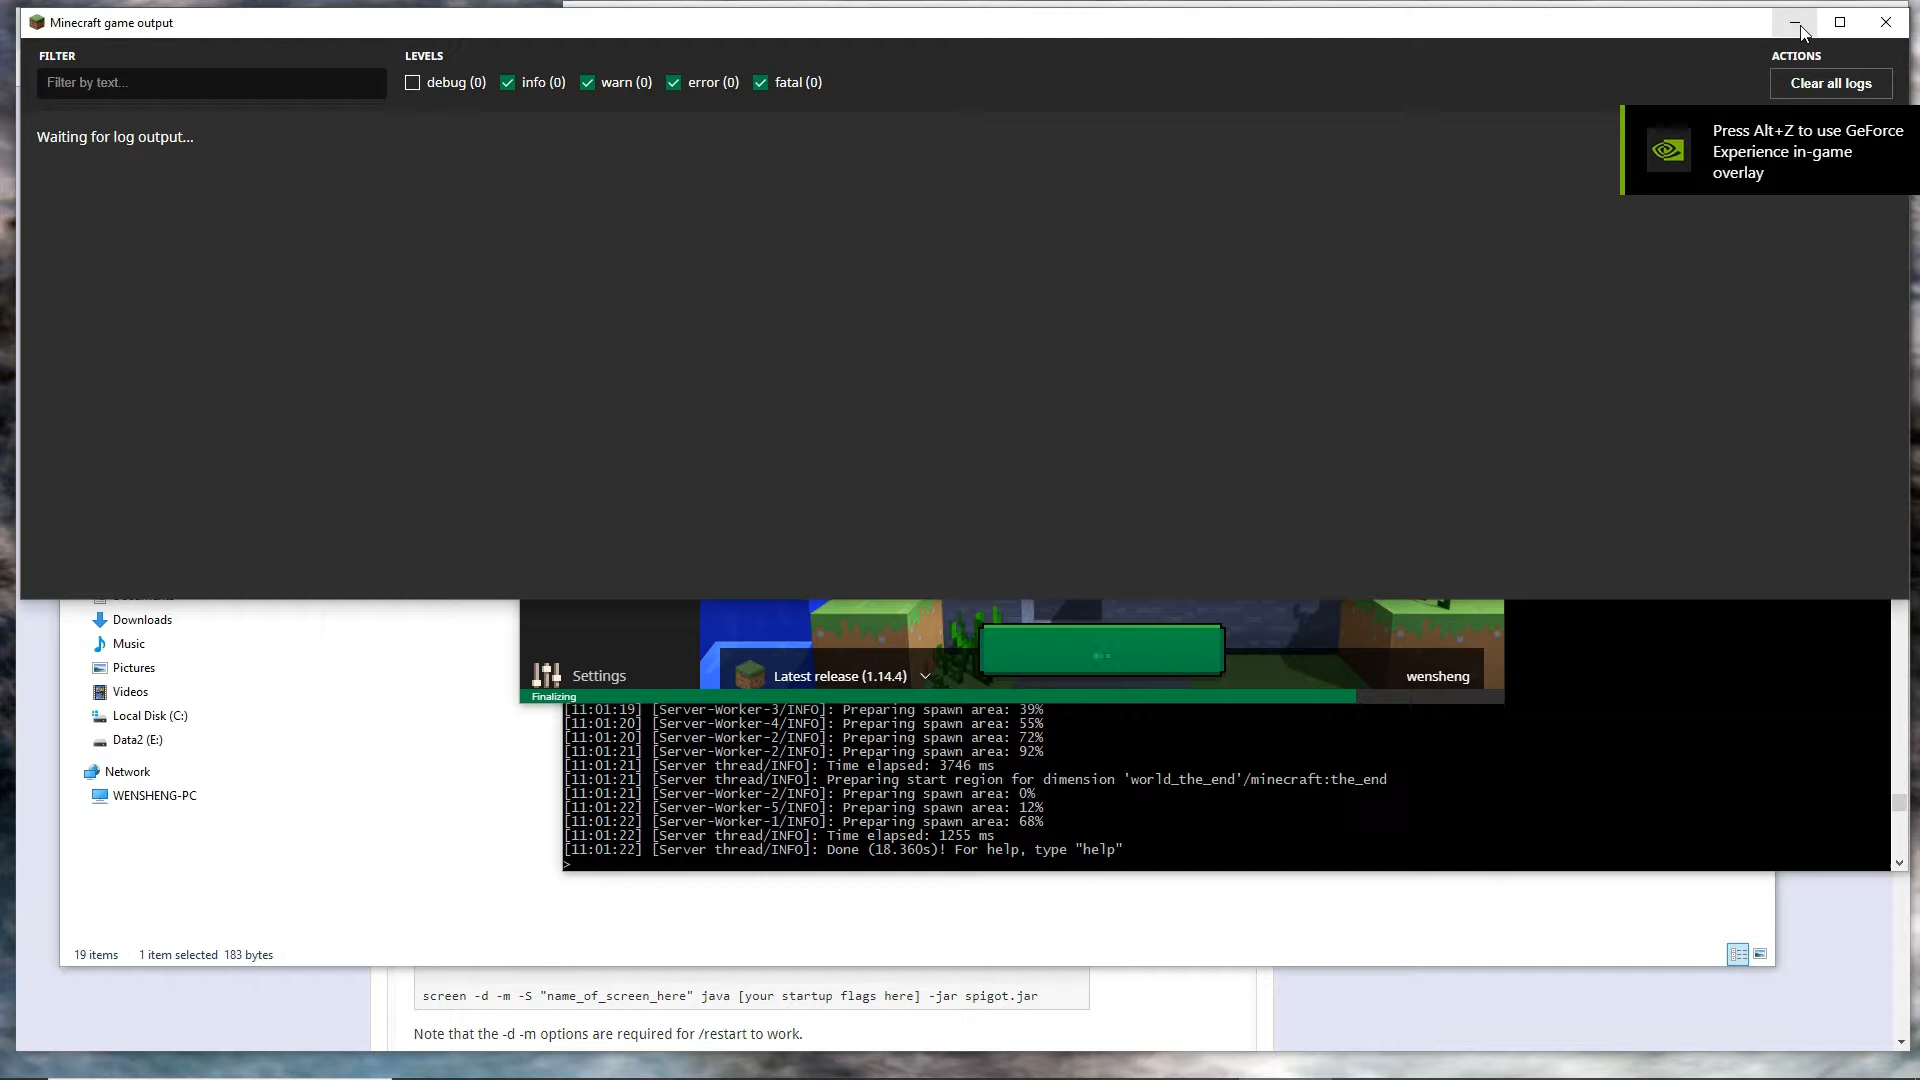 Minecraft game output
FILTER
LEVELS
ACTIONS
Filter by text...
debug (0)
info (0)
warn (0)
error (0)
fatal (0)
Clear all logs
Waiting for log output...
Press Alt+Z to use GeForce
Experience in-game
overlay
Downloads
Music
Pictures
Videos
Local Disk (C:)
Data2 (E:)
Network
WENSHENG-PC
Settings
Latest release (1.14.4)
wensheng
Finalizing
[11:01:19] [Server-Worker-3/INFO]: Preparing spawn area: 39%
[11:01:20] [Server-Worker-4/INFO]: Preparing spawn area: 55%
[11:01:20] [Server-Worker-2/INFO]: Preparing spawn area: 72%
[11:01:21] [Server-Worker-2/INFO]: Preparing spawn area: 92%
[11:01:21] [Server thread/INFO]: Time elapsed: 3746 ms
[11:01:21] [Server thread/INFO]: Preparing start region for dimension 'world_the_end'/minecraft:the_end
[11:01:21] [Server-Worker-2/INFO]: Preparing spawn area: 0%
[11:01:22] [Server-Worker-5/INFO]: Preparing spawn area: 12%
[11:01:22] [Server-Worker-1/INFO]: Preparing spawn area: 68%
[11:01:22] [Server thread/INFO]: Time elapsed: 1255 ms
[11:01:22] [Server thread/INFO]: Done (18.360s)! For help, type "help"
>
19 items 1 item selected 183 bytes
screen -d -m -S "name_of_screen_here" java [your startup flags here] -jar spigot.jar
Note that the -d -m options are required for /restart to work.